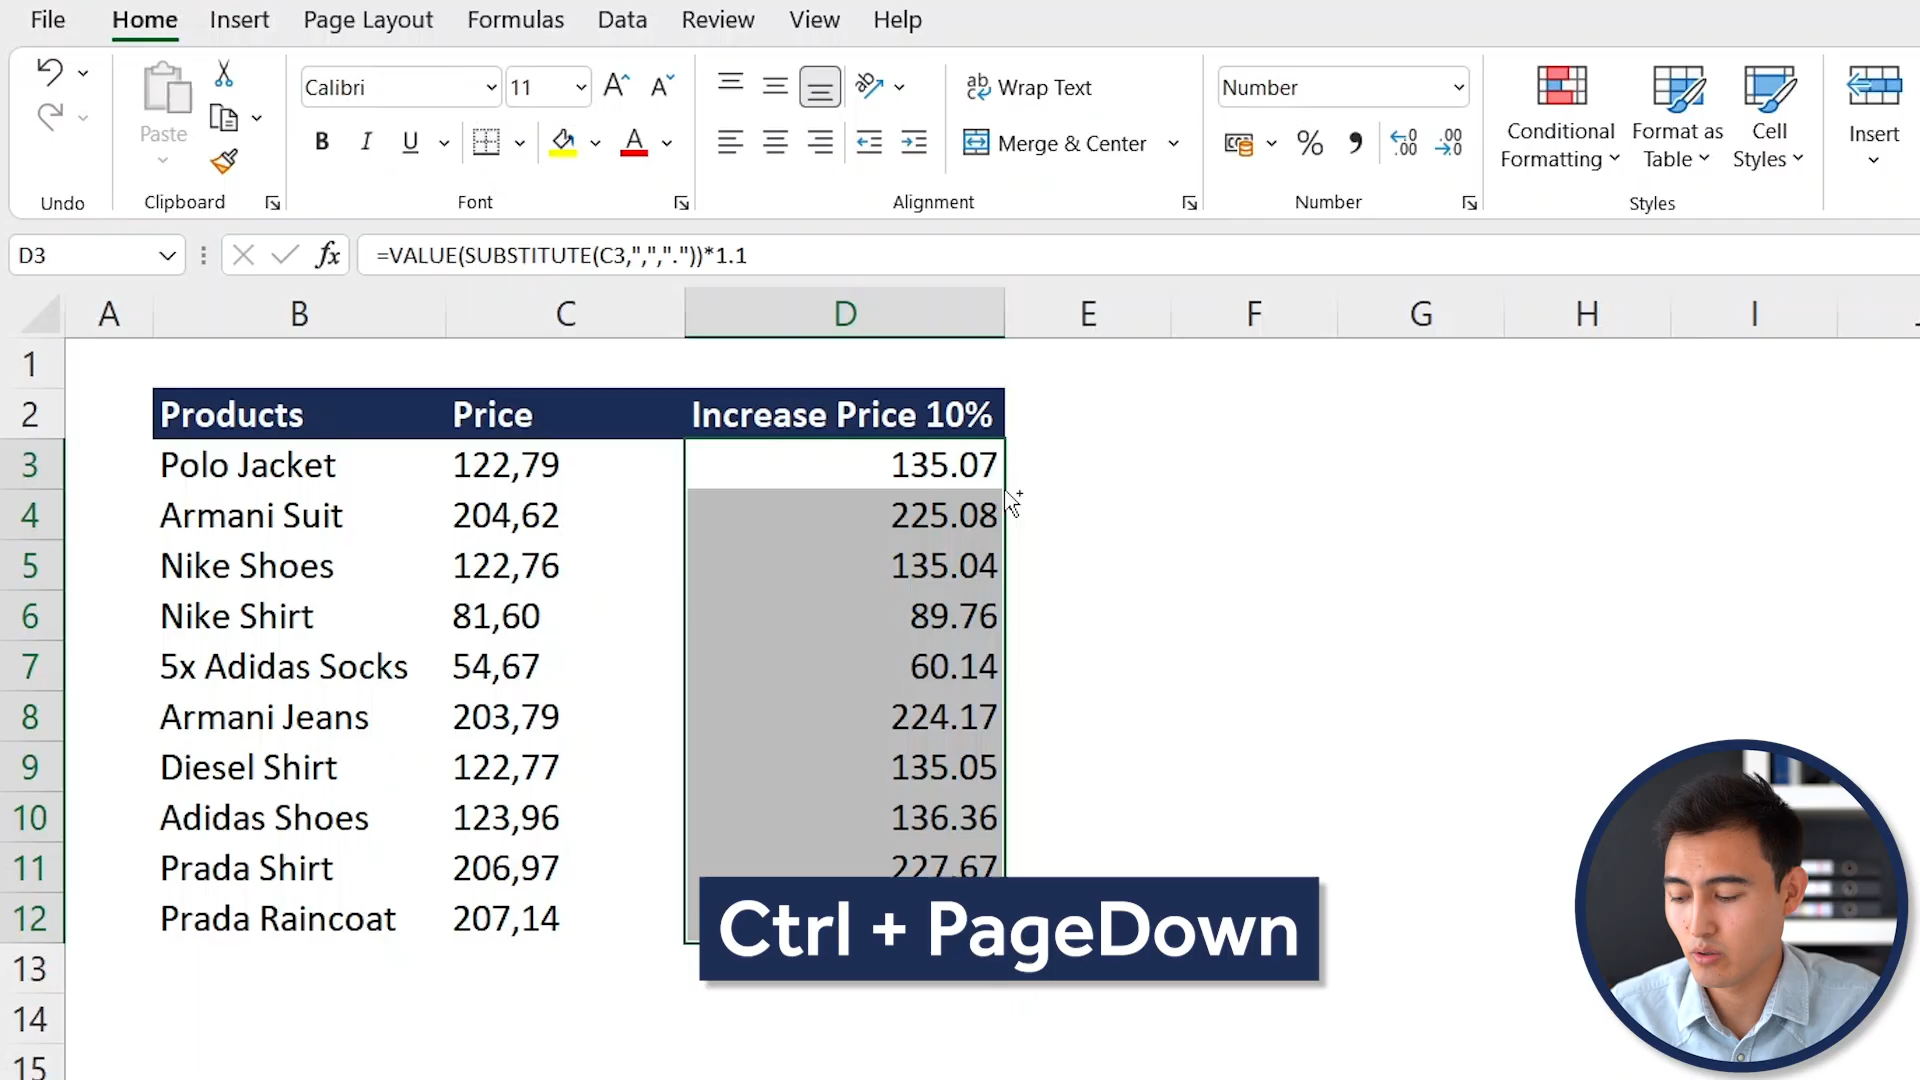 File Home Insert Page Layout Formulas Data Review View Help
Calibri 11 A A Wrap Text Number
Paste B I U A Merge & Center % Conditional Formatting Format as Table Cell Styles Insert
Undo Clipboard Font Alignment Number Styles
D3 fx =VALUE(SUBSTITUTE(C3,",","."))*1.1
A B C D E F G H I
1
2 Products Price Increase Price 10%
3 Polo Jacket 122,79 135.07
4 Armani Suit 204,62 225.08
5 Nike Shoes 122,76 135.04
6 Nike Shirt 81,60 89.76
7 5x Adidas Socks 54,67 60.14
8 Armani Jeans 203,79 224.17
9 Diesel Shirt 122,77 135.05
10 Adidas Shoes 123,96 136.36
11 Prada Shirt 206,97 227.67
12 Prada Raincoat 207,14
Ctrl + PageDown
13
14
15